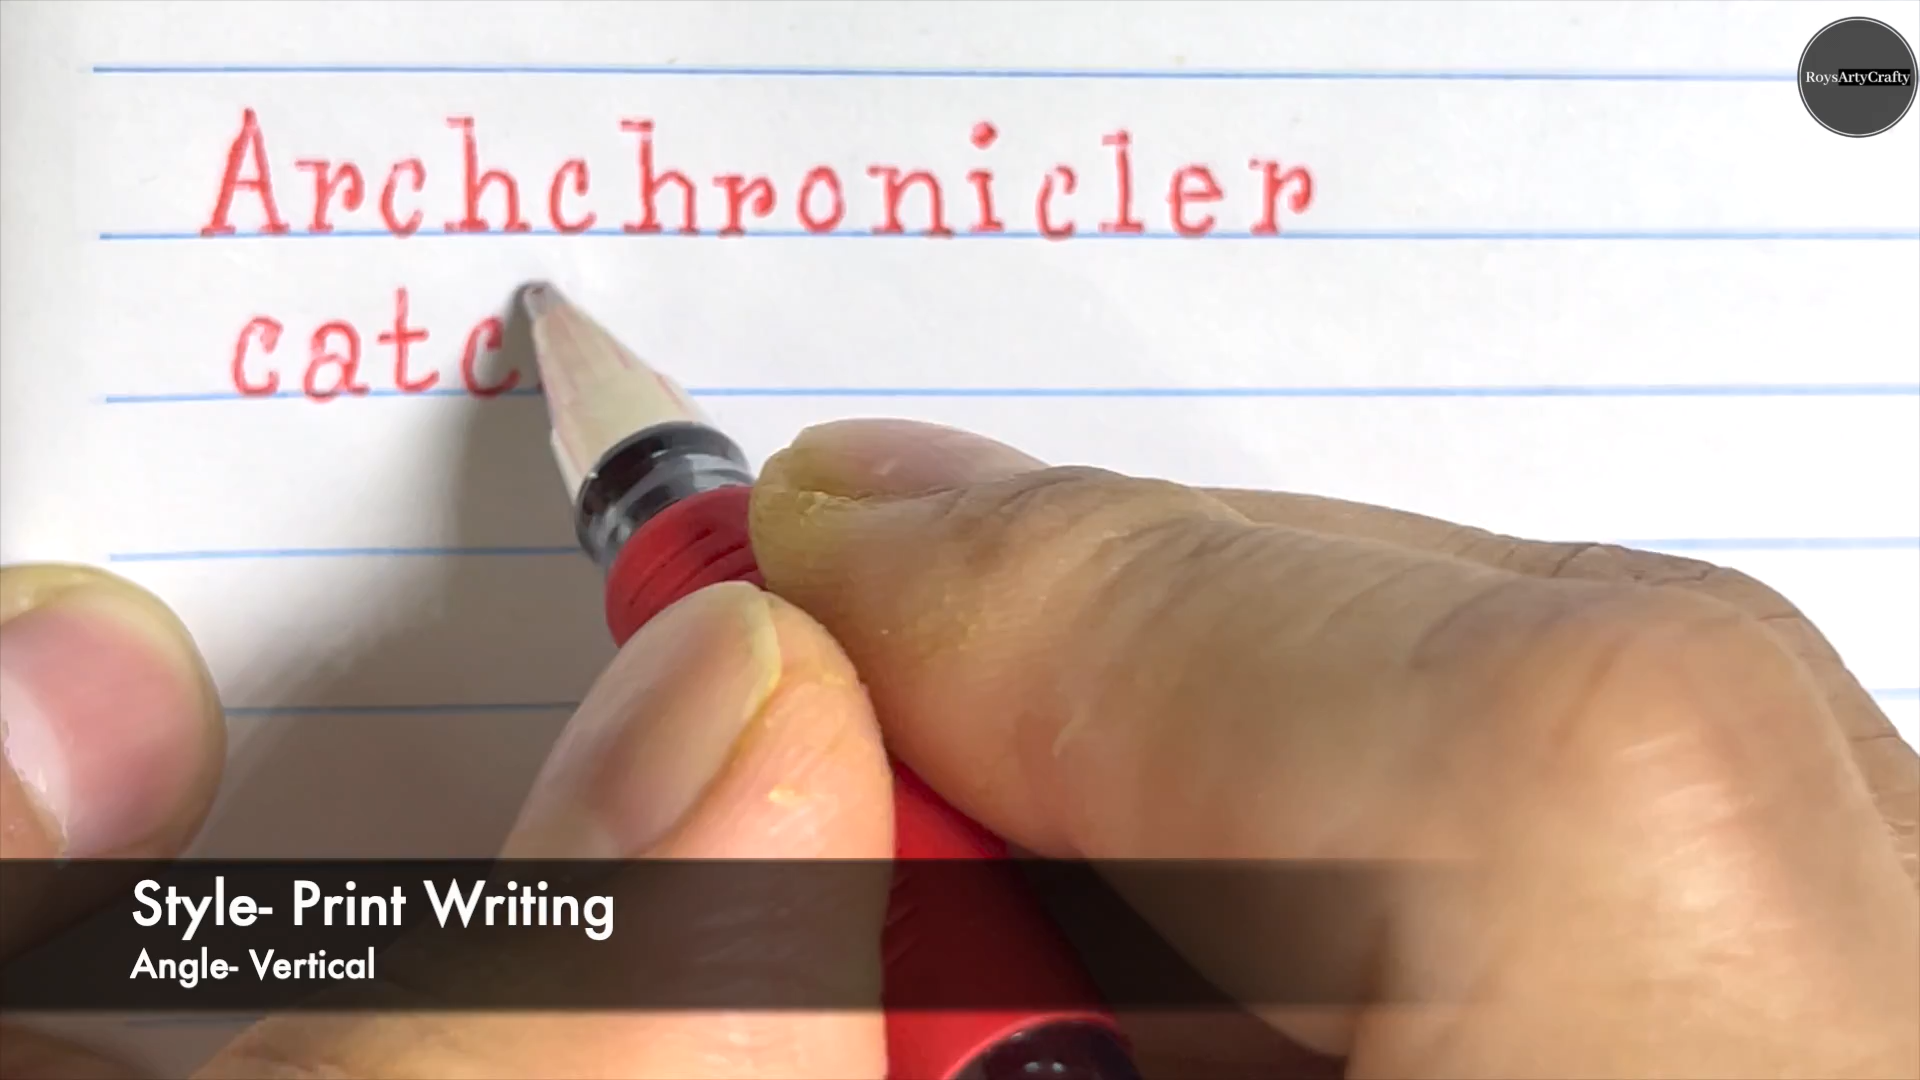 RoysArtyCrafty
Archchronicler
catc
Style- Print Writing
Angle- Vertical